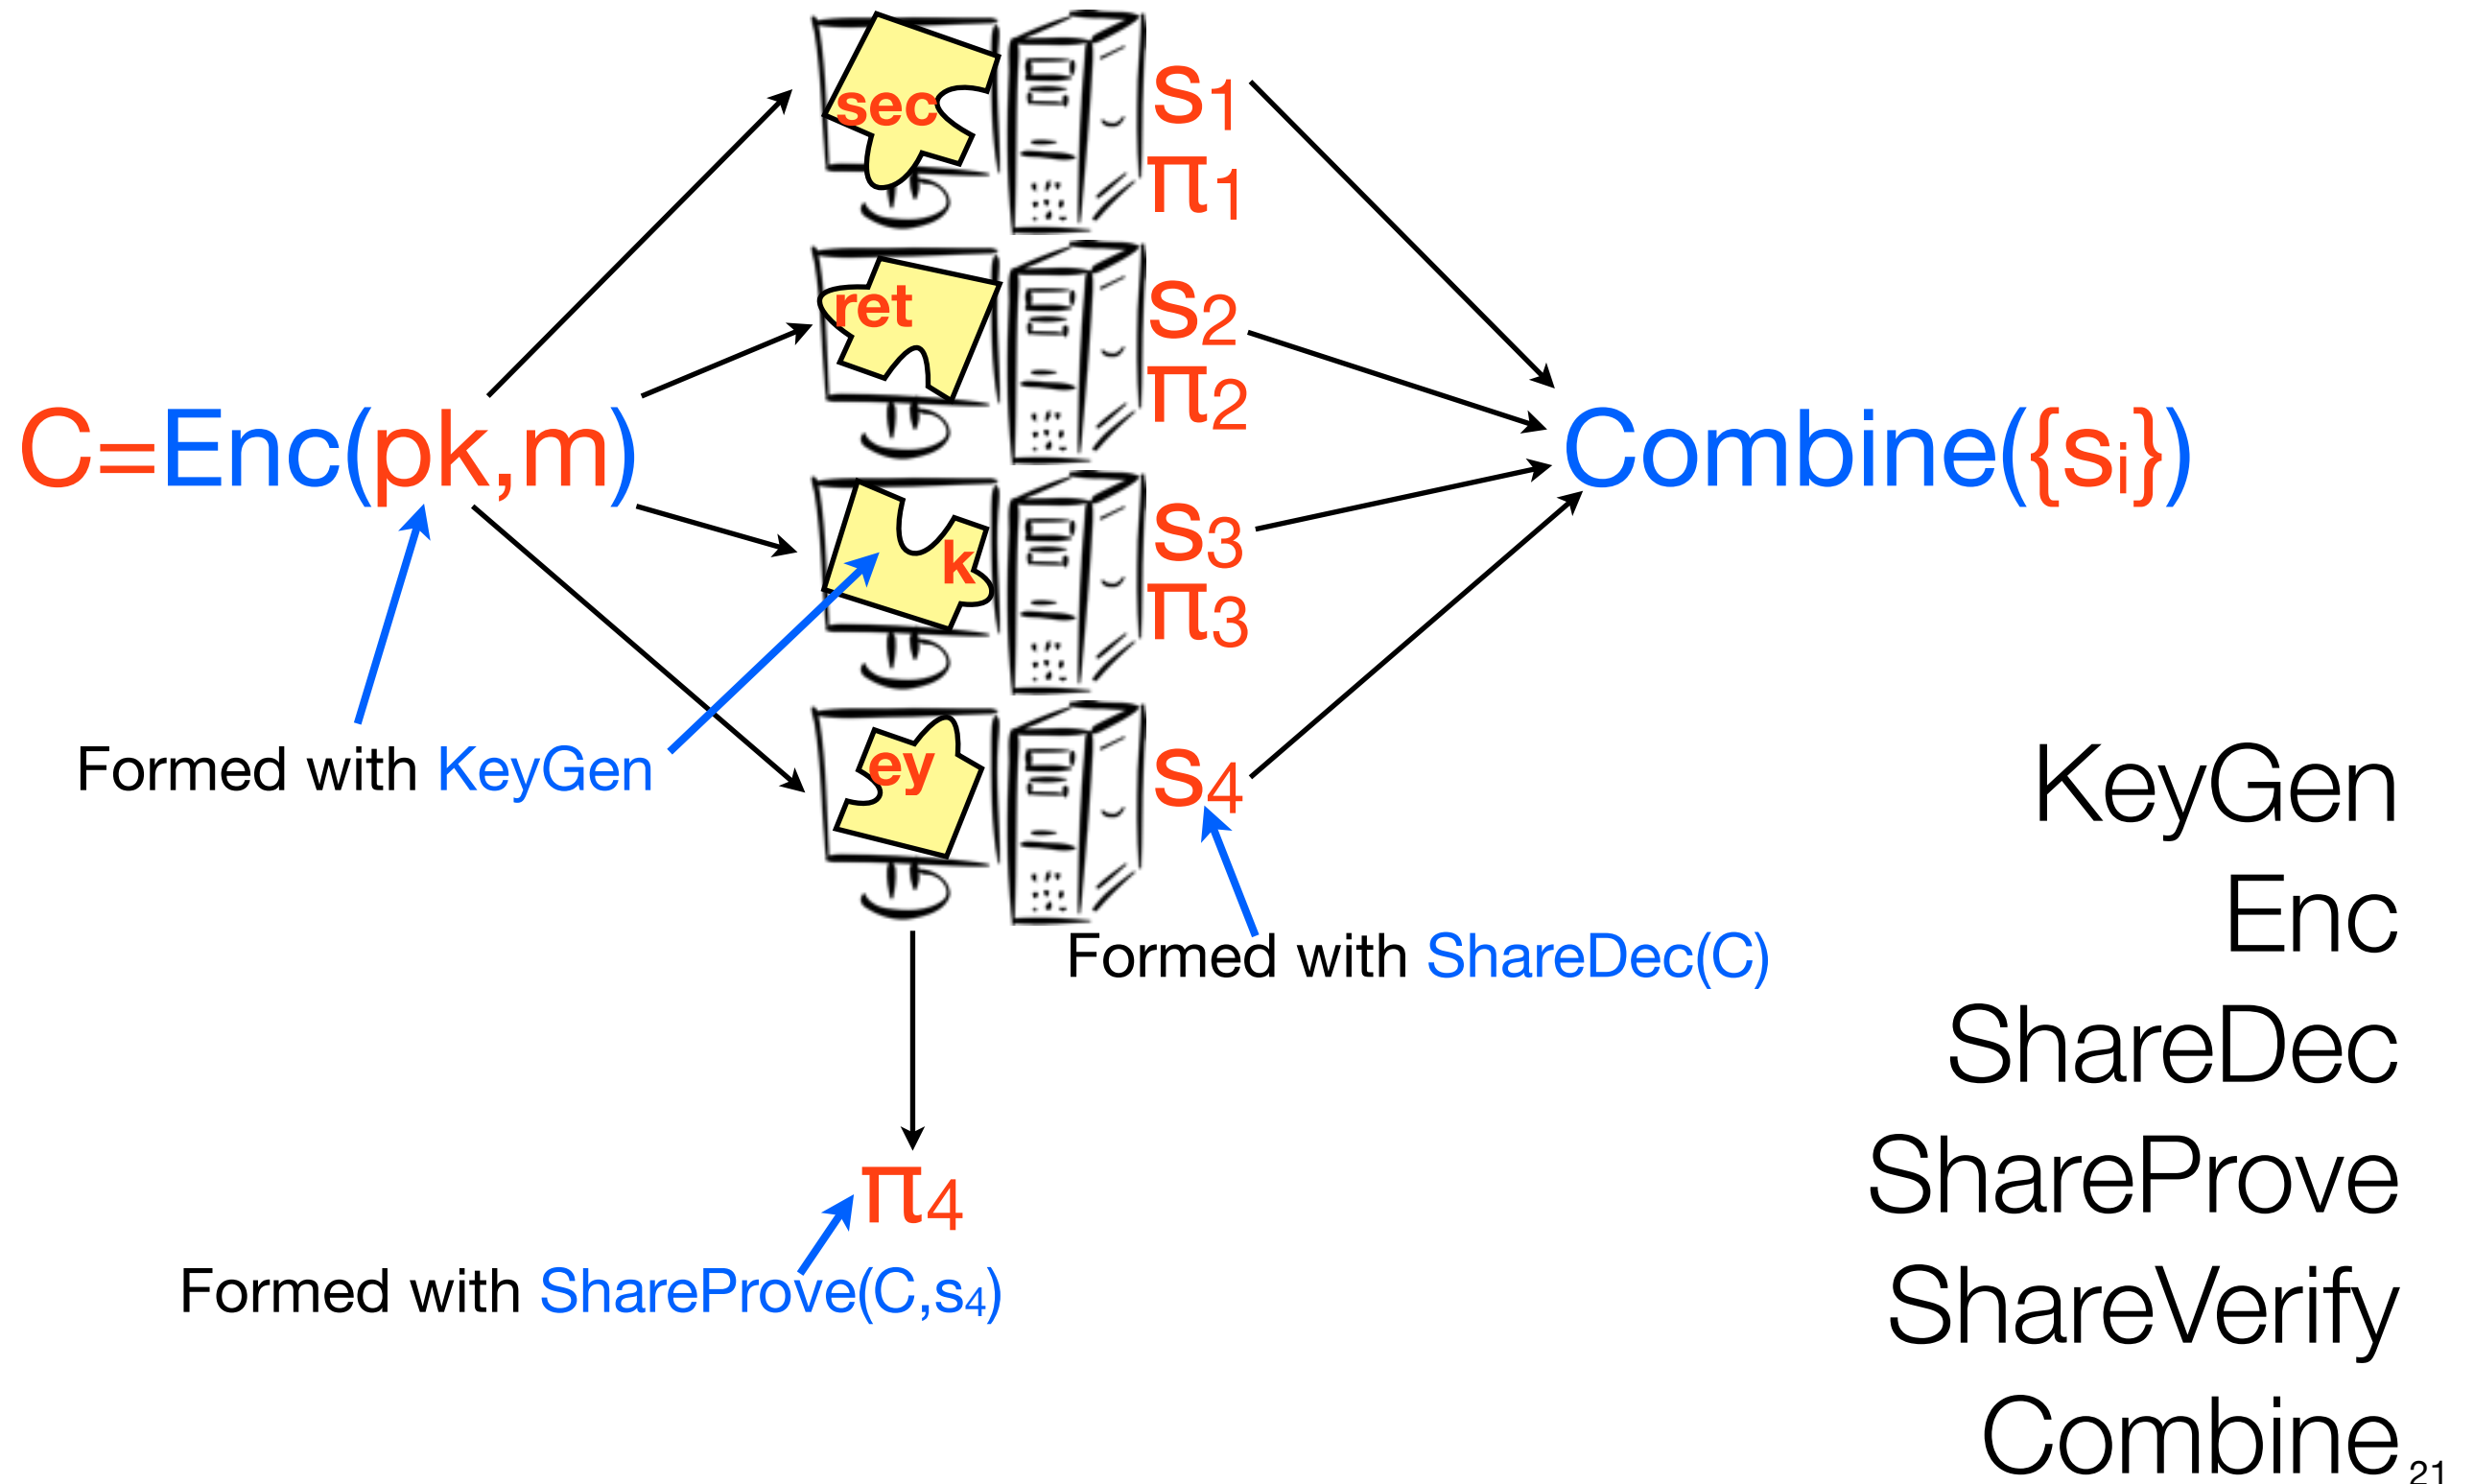 sec
s1
π1
ret
s2
π2
C=Enc(pk,m)
Combine({si})
k
s3
π3
Formed with KeyGen
ey
s4
KeyGen
Enc
Formed with ShareDec(C)
ShareDec
π4
ShareProve
Formed with ShareProve(C,s4)
ShareVerify
Combine
21